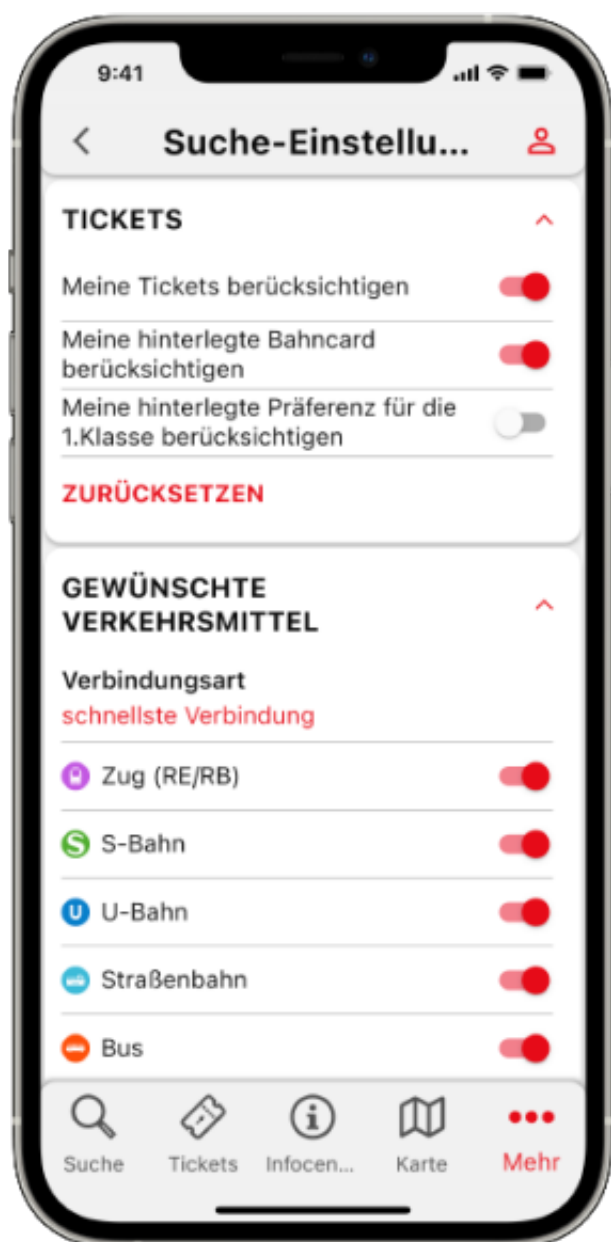 9:41
Suche-Einstellu...
TICKETS
Meine Tickets berücksichtigen
Meine hinterlegte Bahncard
berücksichtigen
Meine hinterlegte Präferenz für die
1.Klasse berücksichtigen
ZURÜCKSETZEN
GEWÜNSCHTE
VERKEHRSMITTEL
Verbindungsart
schnellste Verbindung
Zug (RE/RB)
S S-Bahn
U U-Bahn
Straßenbahn
Bus
Suche Tickets Infocen... Karte Mehr